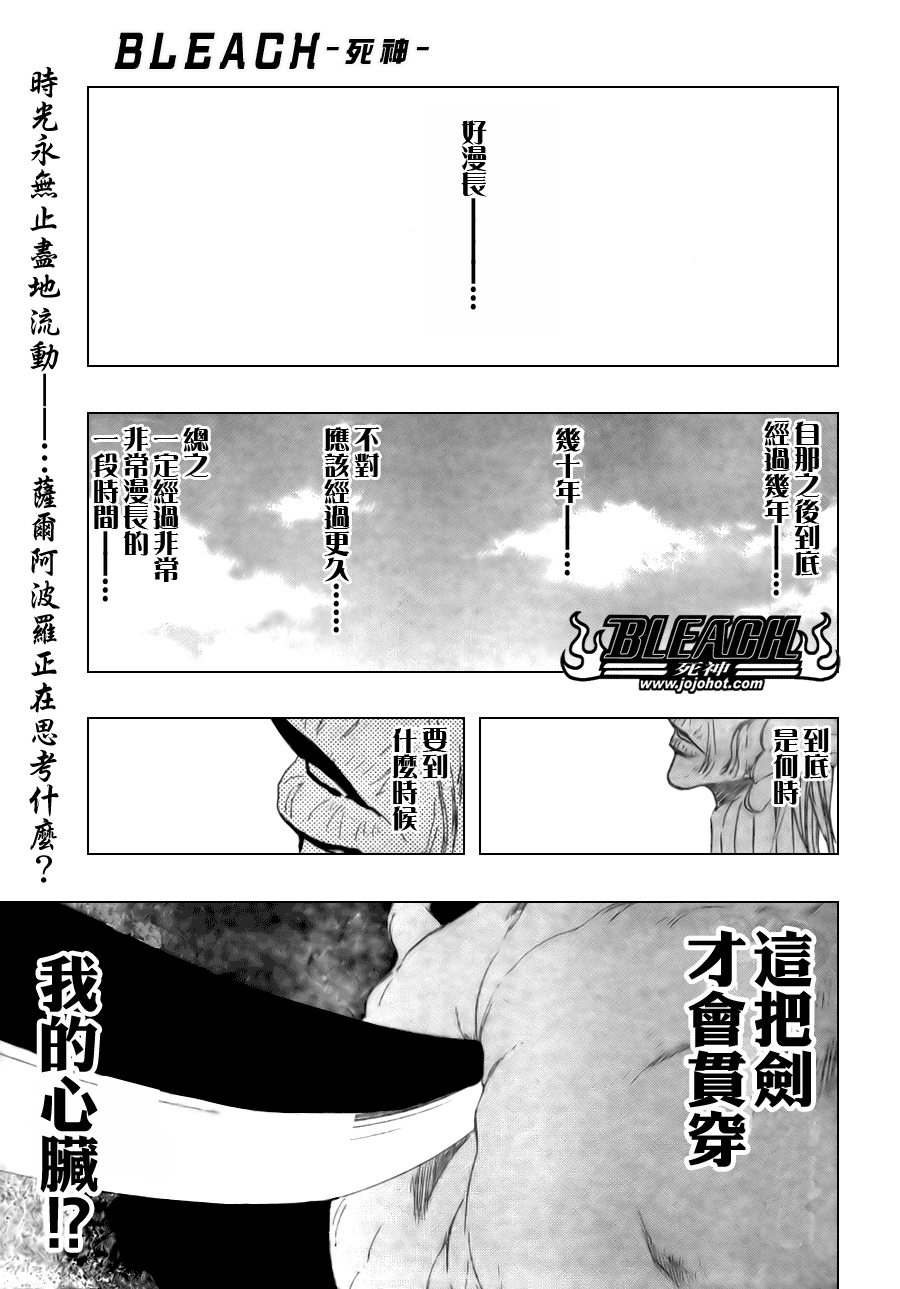 BLEACH-死神-
時光永無止盡地流動——…薩爾阿波羅正在思考什麼？
好漫長———…
自那之後到底
經過幾年——…
幾十年——…
不對
應該經過更久……
總之
一定經過非常
非常漫長的
一段時間——…
BLEACH
死神
www.jojohot.com
到底
是何時
要到
什麼時候
這把劍
才會貫穿
我的心臟!?